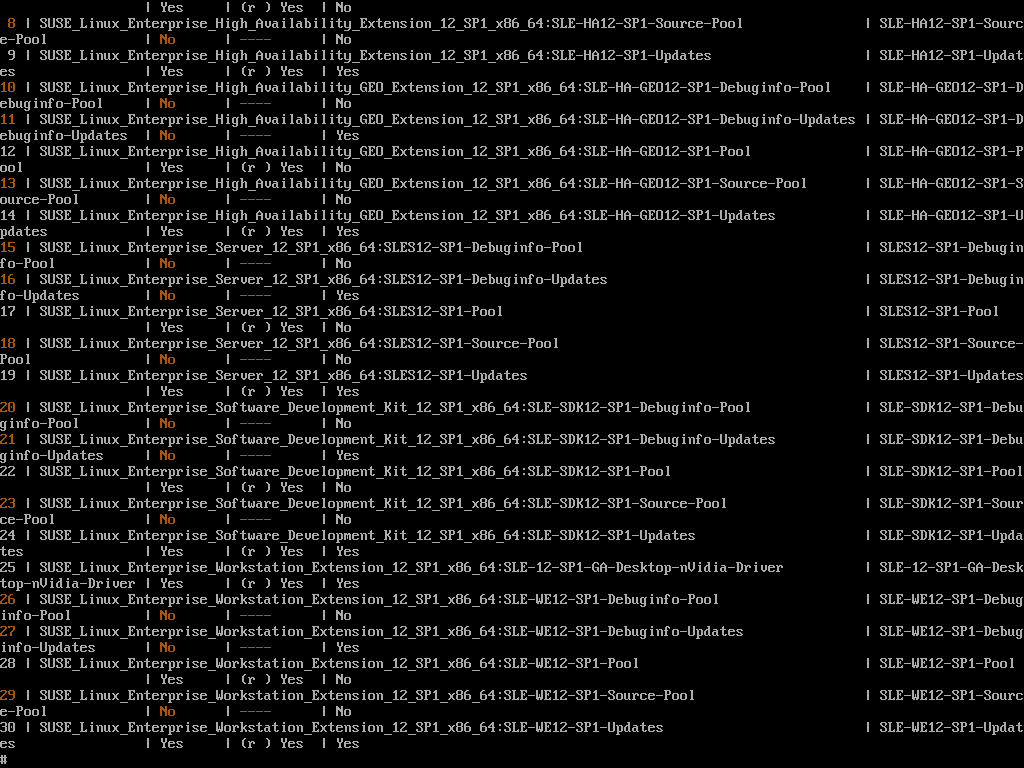 | Yes     | (r ) Yes  | No
 8 | SUSE_Linux_Enterprise_High_Availability_Extension_12_SP1_x86_64:SLE-HA12-SP1-Source-Pool               | SLE-HA12-SP1-Sourc
e-Pool             | No      | ----      | No
 9 | SUSE_Linux_Enterprise_High_Availability_Extension_12_SP1_x86_64:SLE-HA12-SP1-Updates                   | SLE-HA12-SP1-Updat
es                 | Yes     | (r ) Yes  | Yes
10 | SUSE_Linux_Enterprise_High_Availability_GEO_Extension_12_SP1_x86_64:SLE-HA-GEO12-SP1-Debuginfo-Pool    | SLE-HA-GEO12-SP1-D
ebuginfo-Pool      | No      | ----      | No
11 | SUSE_Linux_Enterprise_High_Availability_GEO_Extension_12_SP1_x86_64:SLE-HA-GEO12-SP1-Debuginfo-Updates | SLE-HA-GEO12-SP1-D
ebuginfo-Updates   | No      | ----      | Yes
12 | SUSE_Linux_Enterprise_High_Availability_GEO_Extension_12_SP1_x86_64:SLE-HA-GEO12-SP1-Pool              | SLE-HA-GEO12-SP1-P
ool                | Yes     | (r ) Yes  | No
13 | SUSE_Linux_Enterprise_High_Availability_GEO_Extension_12_SP1_x86_64:SLE-HA-GEO12-SP1-Source-Pool       | SLE-HA-GEO12-SP1-S
ource-Pool         | No      | ----      | No
14 | SUSE_Linux_Enterprise_High_Availability_GEO_Extension_12_SP1_x86_64:SLE-HA-GEO12-SP1-Updates           | SLE-HA-GEO12-SP1-U
pdates             | Yes     | (r ) Yes  | Yes
15 | SUSE_Linux_Enterprise_Server_12_SP1_x86_64:SLES12-SP1-Debuginfo-Pool                                   | SLES12-SP1-Debugin
fo-Pool            | No      | ----      | No
16 | SUSE_Linux_Enterprise_Server_12_SP1_x86_64:SLES12-SP1-Debuginfo-Updates                                | SLES12-SP1-Debugin
fo-Updates         | No      | ----      | Yes
17 | SUSE_Linux_Enterprise_Server_12_SP1_x86_64:SLES12-SP1-Pool                                             | SLES12-SP1-Pool
                   | Yes     | (r ) Yes  | No
18 | SUSE_Linux_Enterprise_Server_12_SP1_x86_64:SLES12-SP1-Source-Pool                                      | SLES12-SP1-Source-
Pool               | No      | ----      | No
19 | SUSE_Linux_Enterprise_Server_12_SP1_x86_64:SLES12-SP1-Updates                                          | SLES12-SP1-Updates
                   | Yes     | (r ) Yes  | Yes
20 | SUSE_Linux_Enterprise_Software_Development_Kit_12_SP1_x86_64:SLE-SDK12-SP1-Debuginfo-Pool              | SLE-SDK12-SP1-Debu
ginfo-Pool         | No      | ----      | No
21 | SUSE_Linux_Enterprise_Software_Development_Kit_12_SP1_x86_64:SLE-SDK12-SP1-Debuginfo-Updates           | SLE-SDK12-SP1-Debu
ginfo-Updates      | No      | ----      | Yes
22 | SUSE_Linux_Enterprise_Software_Development_Kit_12_SP1_x86_64:SLE-SDK12-SP1-Pool                        | SLE-SDK12-SP1-Pool
                   | Yes     | (r ) Yes  | No
23 | SUSE_Linux_Enterprise_Software_Development_Kit_12_SP1_x86_64:SLE-SDK12-SP1-Source-Pool                 | SLE-SDK12-SP1-Sour
ce-Pool            | No      | ----      | No
24 | SUSE_Linux_Enterprise_Software_Development_Kit_12_SP1_x86_64:SLE-SDK12-SP1-Updates                     | SLE-SDK12-SP1-Upda
tes                | Yes     | (r ) Yes  | Yes
25 | SUSE_Linux_Enterprise_Workstation_Extension_12_SP1_x86_64:SLE-12-SP1-GA-Desktop-nVidia-Driver          | SLE-12-SP1-GA-Desk
top-nVidia-Driver | Yes     | (r ) Yes  | Yes
26 | SUSE_Linux_Enterprise_Workstation_Extension_12_SP1_x86_64:SLE-WE12-SP1-Debuginfo-Pool                  | SLE-WE12-SP1-Debug
info-Pool          | No      | ----      | No
27 | SUSE_Linux_Enterprise_Workstation_Extension_12_SP1_x86_64:SLE-WE12-SP1-Debuginfo-Updates               | SLE-WE12-SP1-Debug
info-Updates       | No      | ----      | Yes
28 | SUSE_Linux_Enterprise_Workstation_Extension_12_SP1_x86_64:SLE-WE12-SP1-Pool                            | SLE-WE12-SP1-Pool
                   | Yes     | (r ) Yes  | No
29 | SUSE_Linux_Enterprise_Workstation_Extension_12_SP1_x86_64:SLE-WE12-SP1-Source-Pool                     | SLE-WE12-SP1-Sourc
e-Pool             | No      | ----      | No
30 | SUSE_Linux_Enterprise_Workstation_Extension_12_SP1_x86_64:SLE-WE12-SP1-Updates                         | SLE-WE12-SP1-Updat
es                 | Yes     | (r ) Yes  | Yes
#